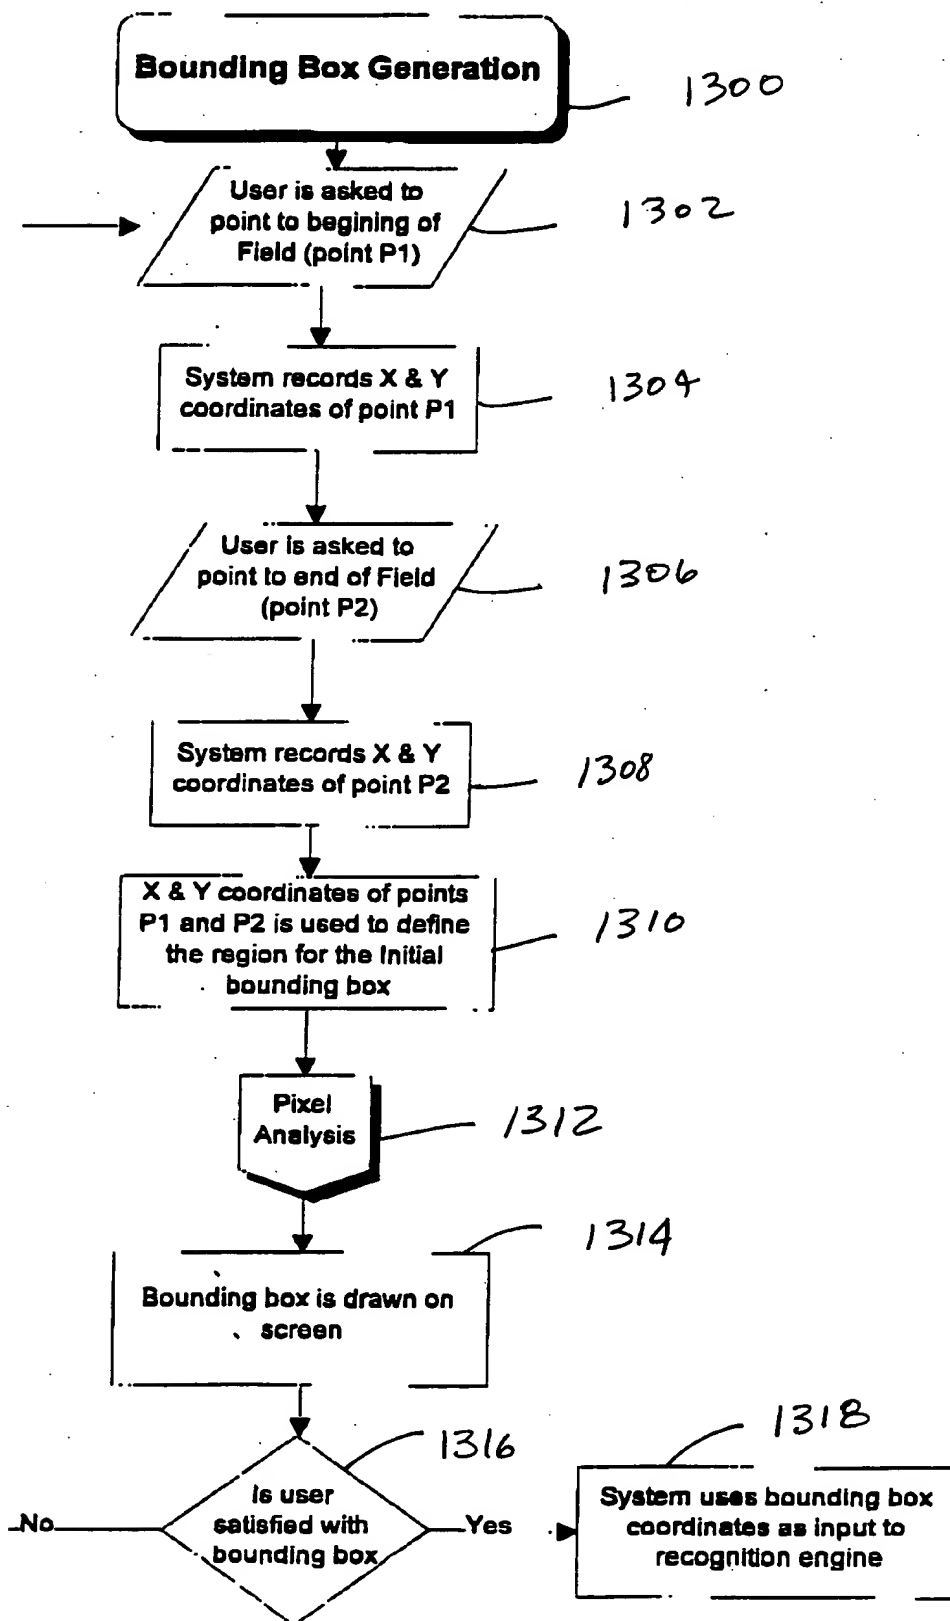 Bounding Box Generation
1300
User is asked to
point to begining of
Field (point P1)
1302
System records X & Y
coordinates of point P1
1304
User is asked to
point to end of Field
(point P2)
1306
System records X & Y
coordinates of point P2
1308
X & Y coordinates of points
P1 and P2 is used to define
the region for the Initial
bounding box
1310
Pixel
Analysis
1312
1314
Bounding box is drawn on
screen
1316
Is user
satisfied with
bounding box
No
Yes
1318
System uses bounding box
coordinates as input to
recognition engine